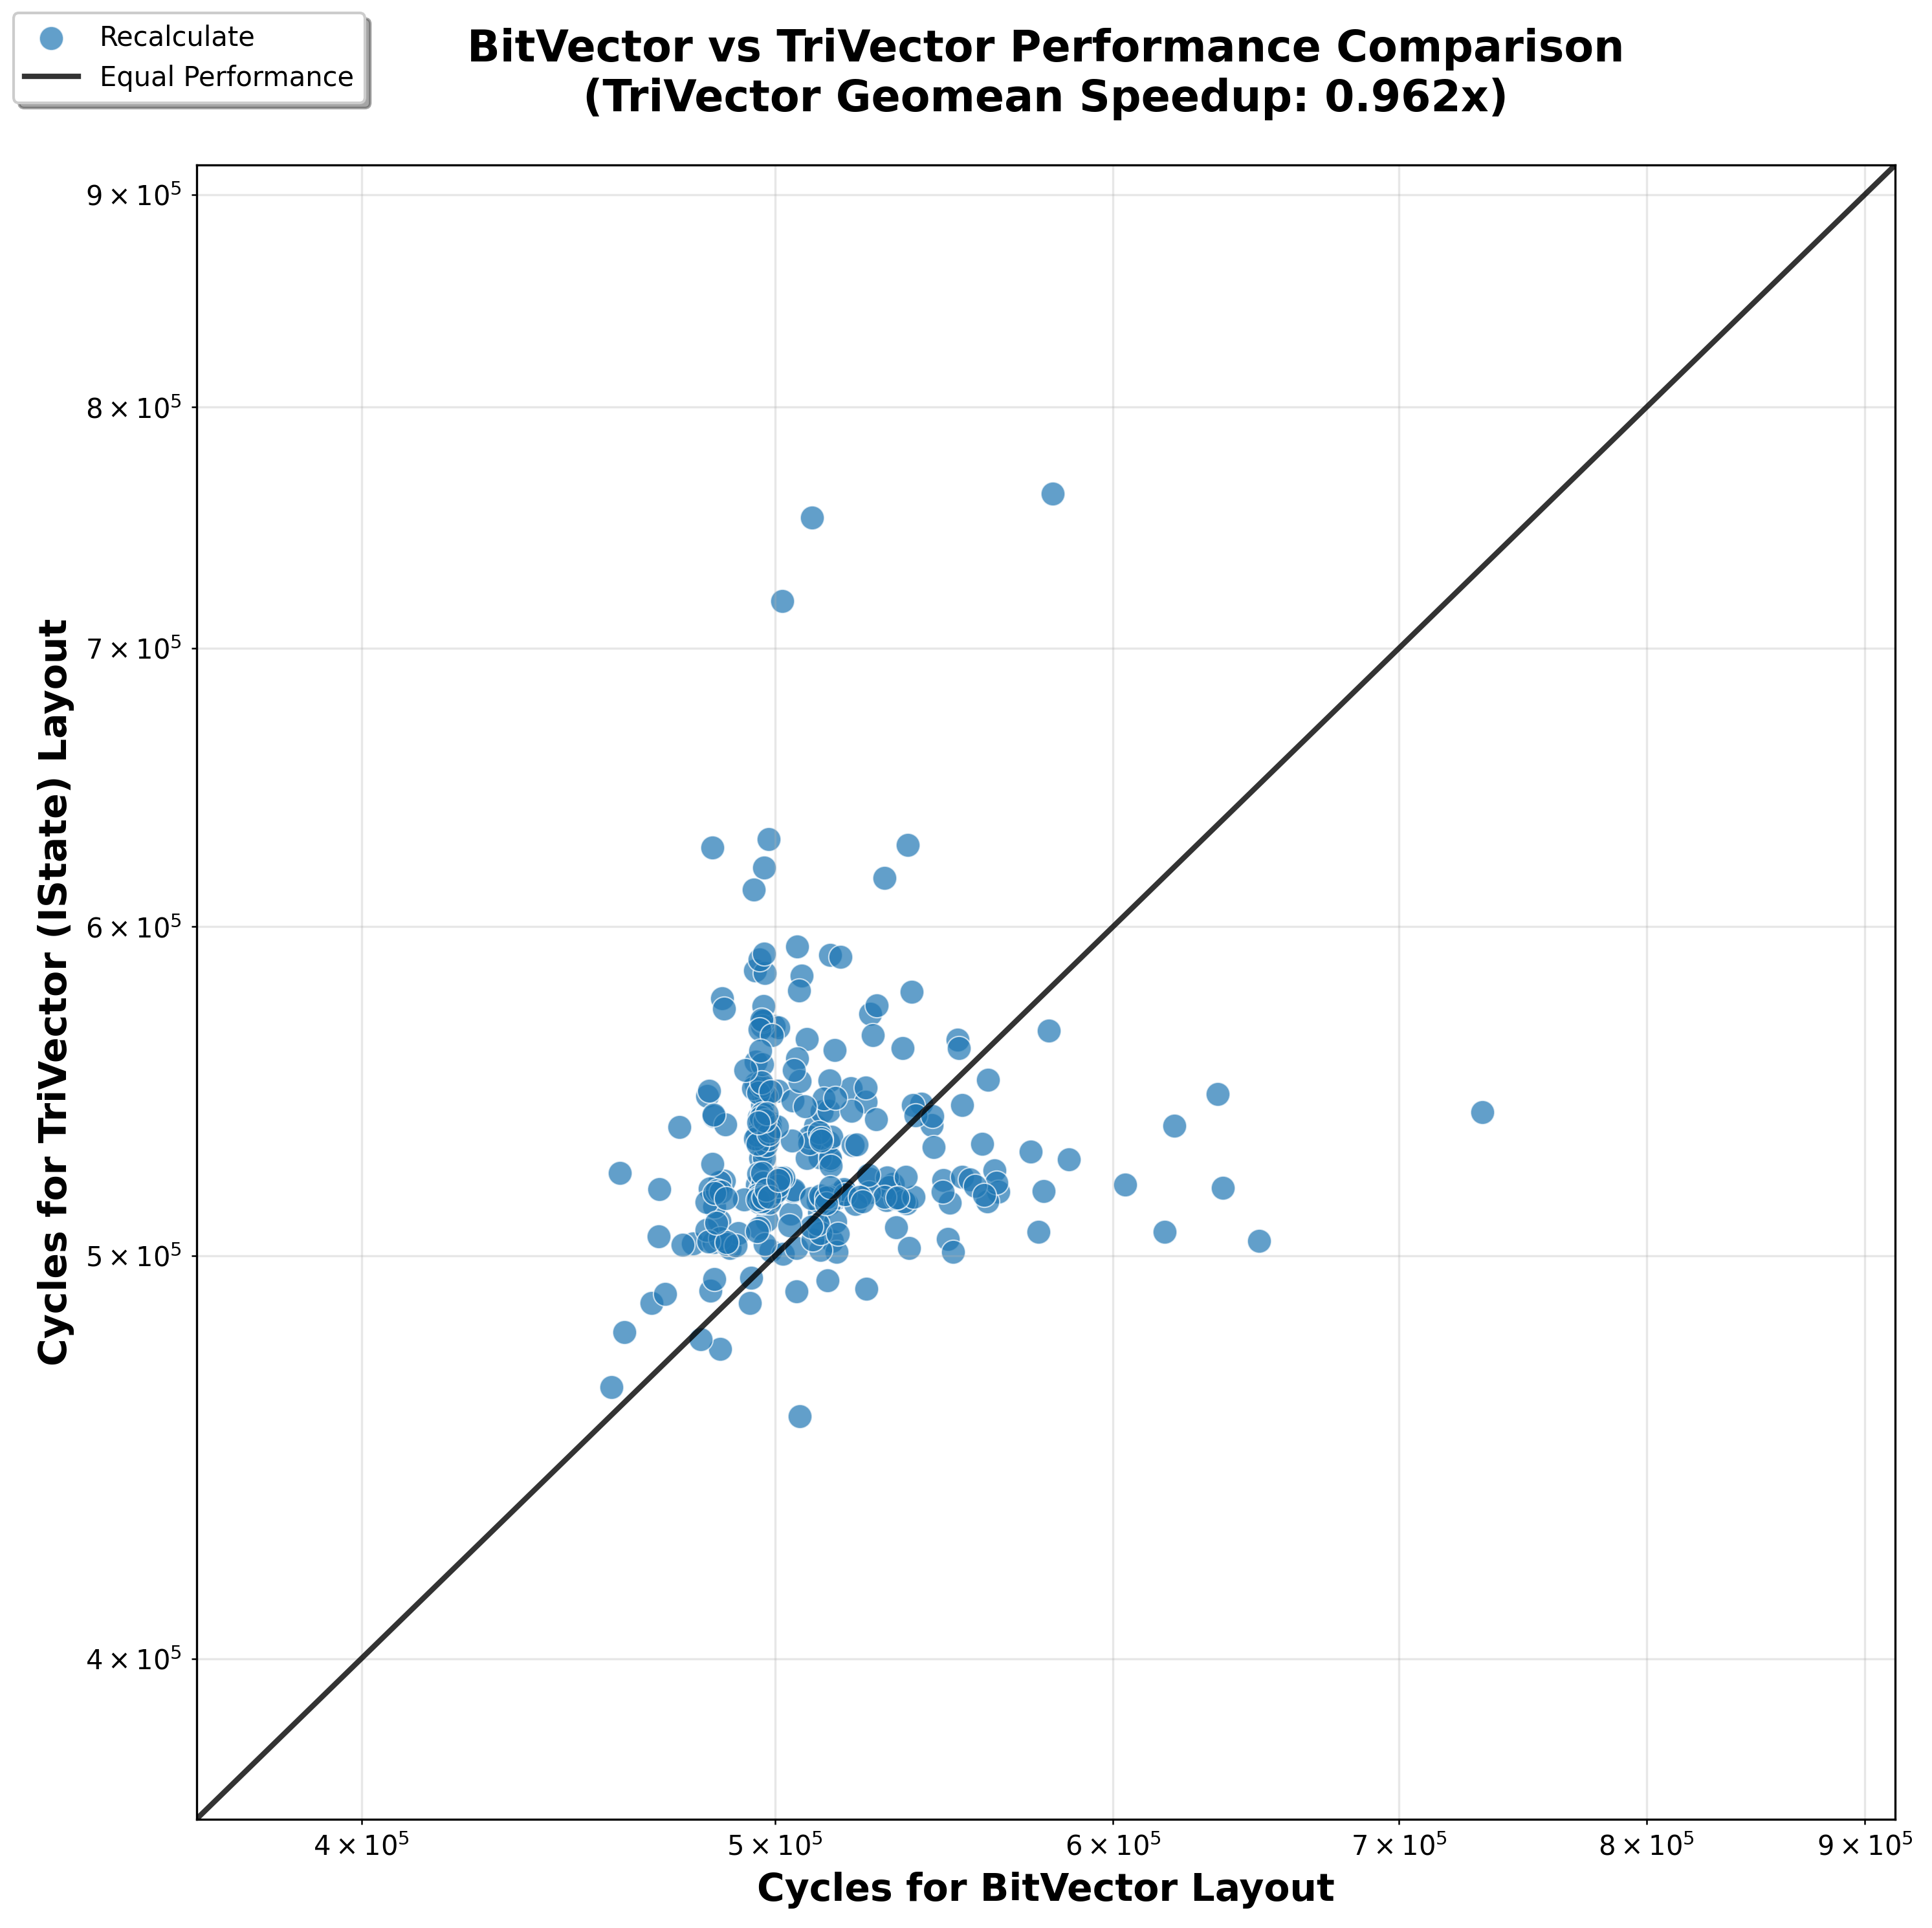 Recalculate
Equal Performance
BitVector vs TriVector Performance Comparison
(TriVector Geomean Speedup: 0.962x)
Cycles for TriVector (IState) Layout
9 × 10⁵
8 × 10⁵
7 × 10⁵
6 × 10⁵
5 × 10⁵
4 × 10⁵
4 × 10⁵ 5 × 10⁵ 6 × 10⁵ 7 × 10⁵ 8 × 10⁵ 9 × 10⁵
Cycles for BitVector Layout